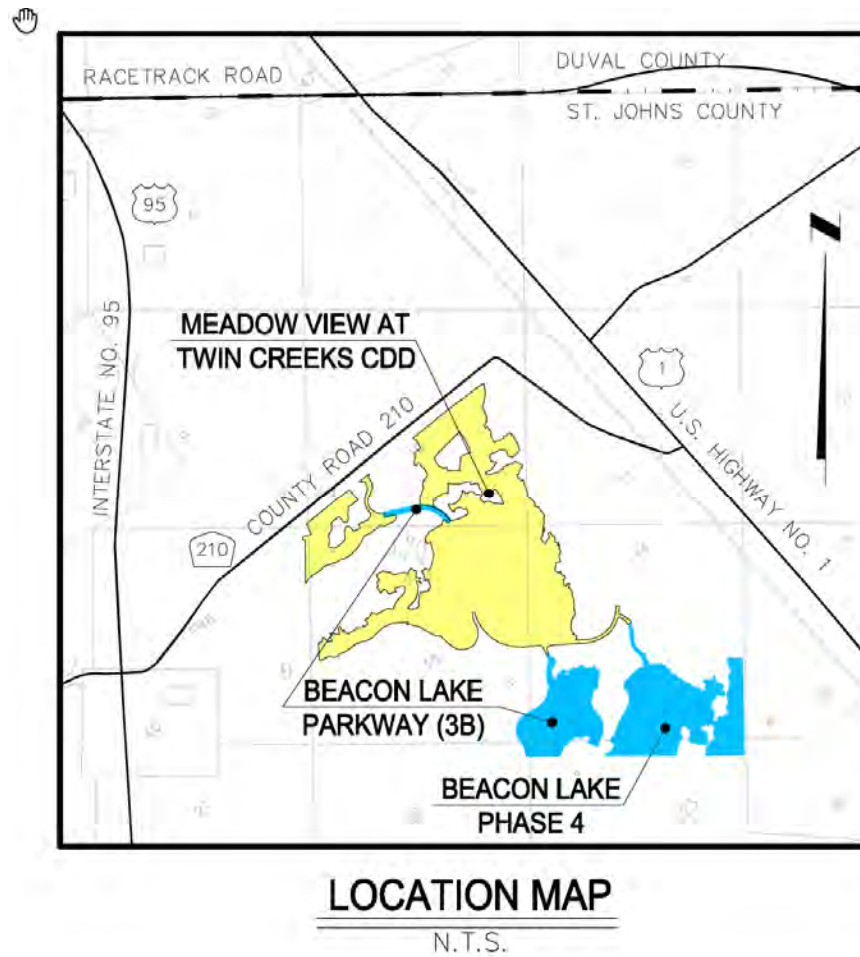 RACETRACK ROAD
DUVAL COUNTY
ST. JOHNS COUNTY
95
INTERSTATE NO. 95
MEADOW VIEW AT
TWIN CREEKS CDD
1
U.S. HIGHWAY NO. 1
COUNTY ROAD 210
210
BEACON LAKE
PARKWAY (3B)
BEACON LAKE
PHASE 4
LOCATION MAP
N.T.S.